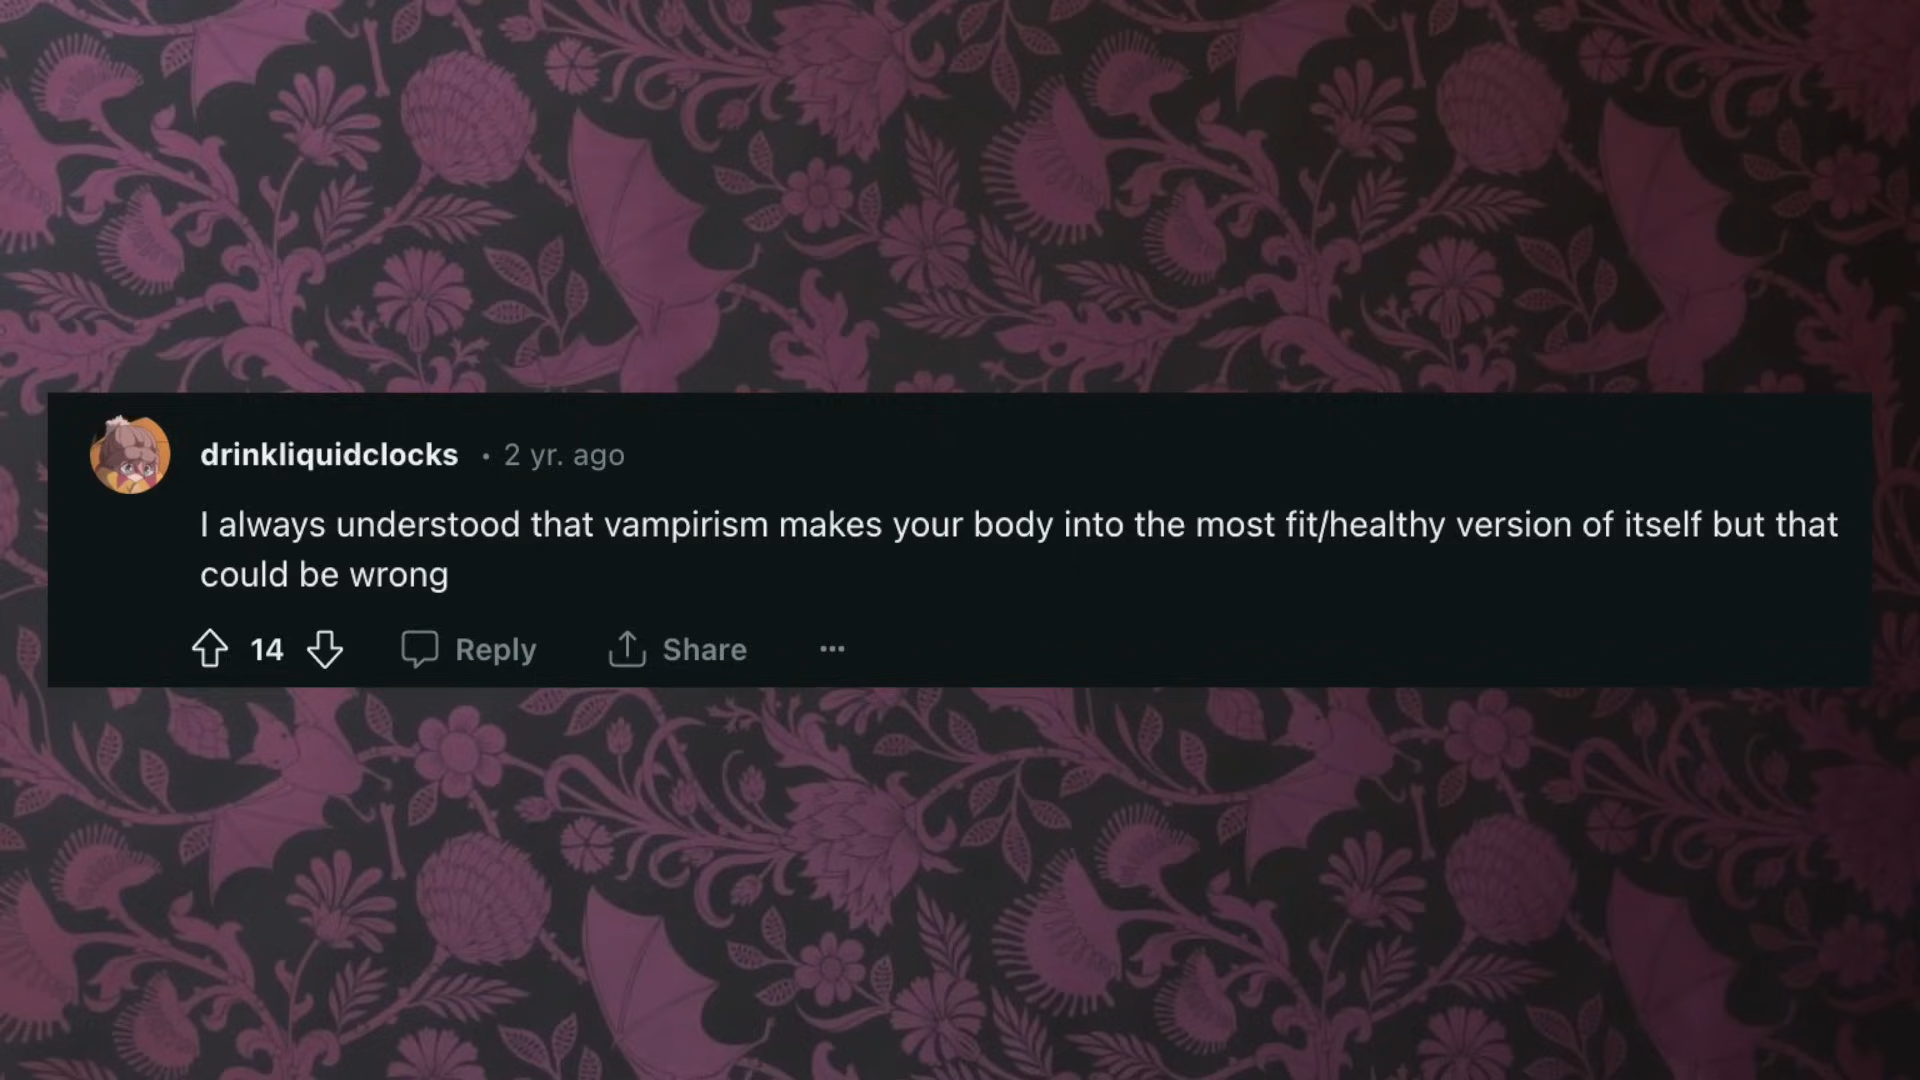 drinkliquidclocks · 2 yr. ago
I always understood that vampirism makes your body into the most fit/healthy version of itself but that
could be wrong
14 Reply Share ...